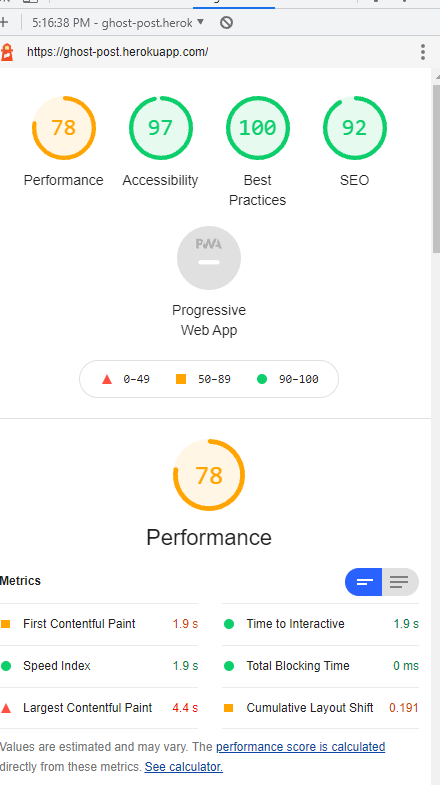 5:16:38 PM - ghost-post.herok
https://ghost-post.herokuapp.com/
78
97
100
92
Performance
Accessibility
Best
Practices
SEO
PWA
Progressive
Web App
0–49
50–89
90–100
78
Performance
Metrics
First Contentful Paint 1.9 s
Time to Interactive 1.9 s
Speed Index 1.9 s
Total Blocking Time 0 ms
Largest Contentful Paint 4.4 s
Cumulative Layout Shift 0.191
Values are estimated and may vary. The performance score is calculated
directly from these metrics. See calculator.